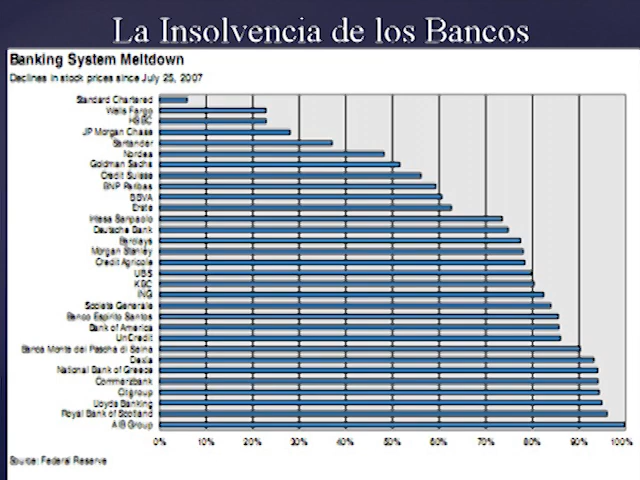 La Insolvencia de los Bancos
Banking System Meltdown
Declines in stock prices since July 25, 2007
Standard Chartered
Wells Fargo
HSBC
JP Morgan Chase
Santander
Nordea
Goldman Sachs
Credit Suisse
BNP Paribas
BBVA
Erste
Intesa Sanpaolo
Deutsche Bank
Barclays
Morgan Stanley
Credit Agricole
UBS
KBC
ING
Societe Generale
Banco Espirito Santos
Bank of America
UniCredit
Banca Monte dei Paschi di Seina
Dexia
National Bank of Greece
Commerzbank
Citigroup
Lloyds Banking
Royal Bank of Scotland
AIB Group
0% 10% 20% 30% 40% 50% 60% 70% 80% 90% 100%
Source: Federal Reserve